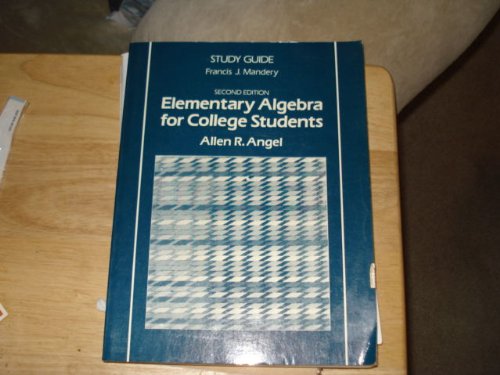 STUDY GUIDE
Francis J. Mandery
SECOND EDITION
Elementary Algebra
for College Students
Allen R. Angel